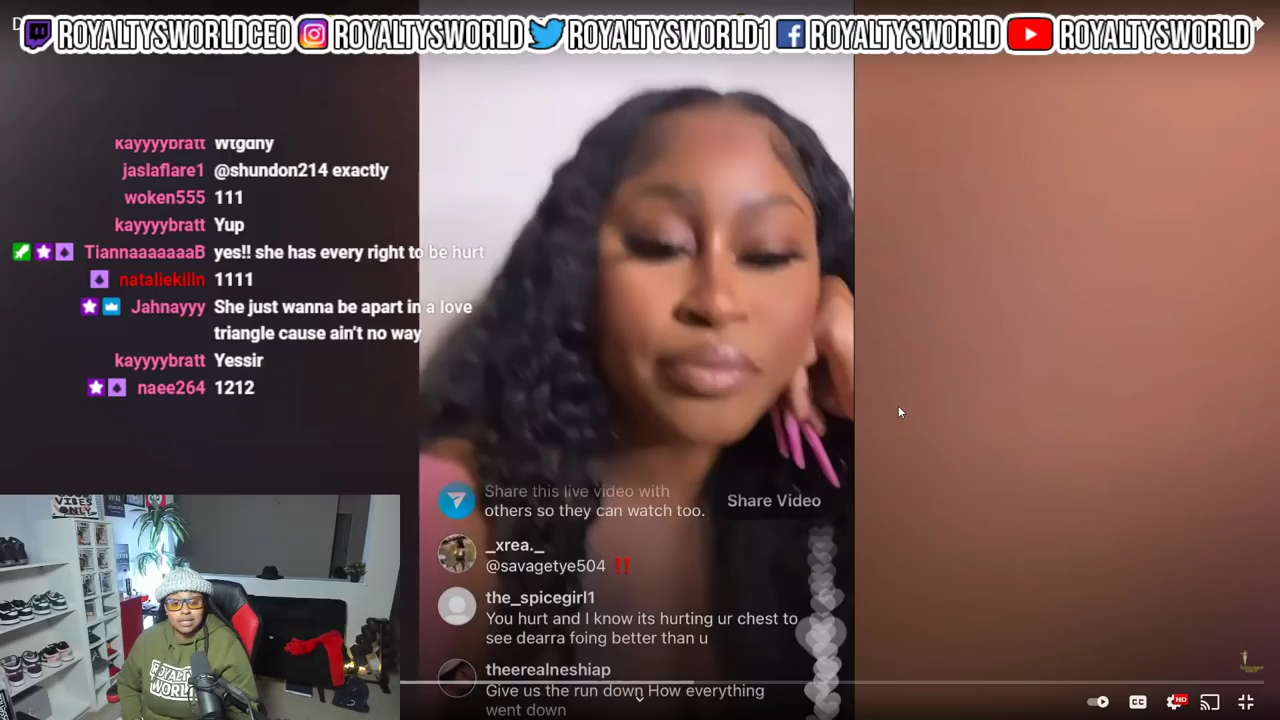 ROYALTYSWORLDCEO ROYALTYSWORLD ROYALTYSWORLD1 ROYALTYSWORLD ROYALTYSWORLD
kayyyybratt wtgdny
jaslaflare1 @shundon214 exactly
woken555 111
kayyyybratt Yup
TiannaaaaaaaB yes!! she has every right to be hurt
nataliekilln 1111
Jahnayyy She just wanna be apart in a love
triangle cause ain't no way
kayyyybratt Yessir
naee264 1212
Share this live video with
others so they can watch too.
Share Video
_xrea._
@savagetye504 ‼️
the_spicegirl1
You hurt and I know its hurting ur chest to
see dearra foing better than u
theerealneshiap
Give us the run down How everything
went down
VIBES
ONLY
ROYALTY
WORLD
CC
HD